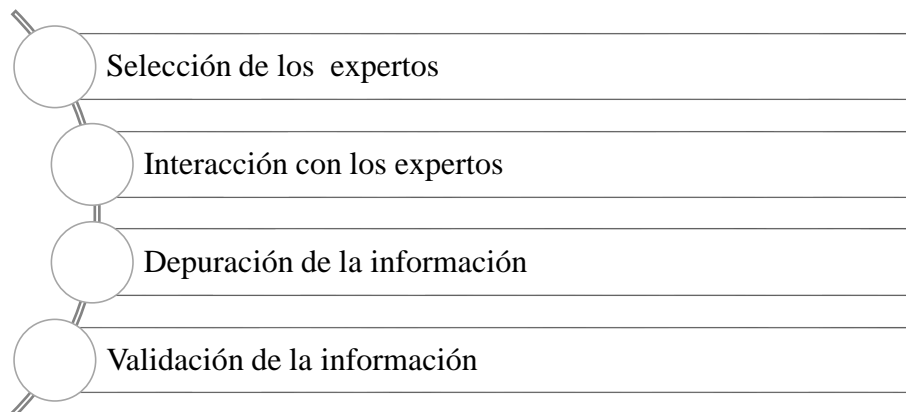 Selección de los expertos
Interacción con los expertos
Depuración de la información
Validación de la información